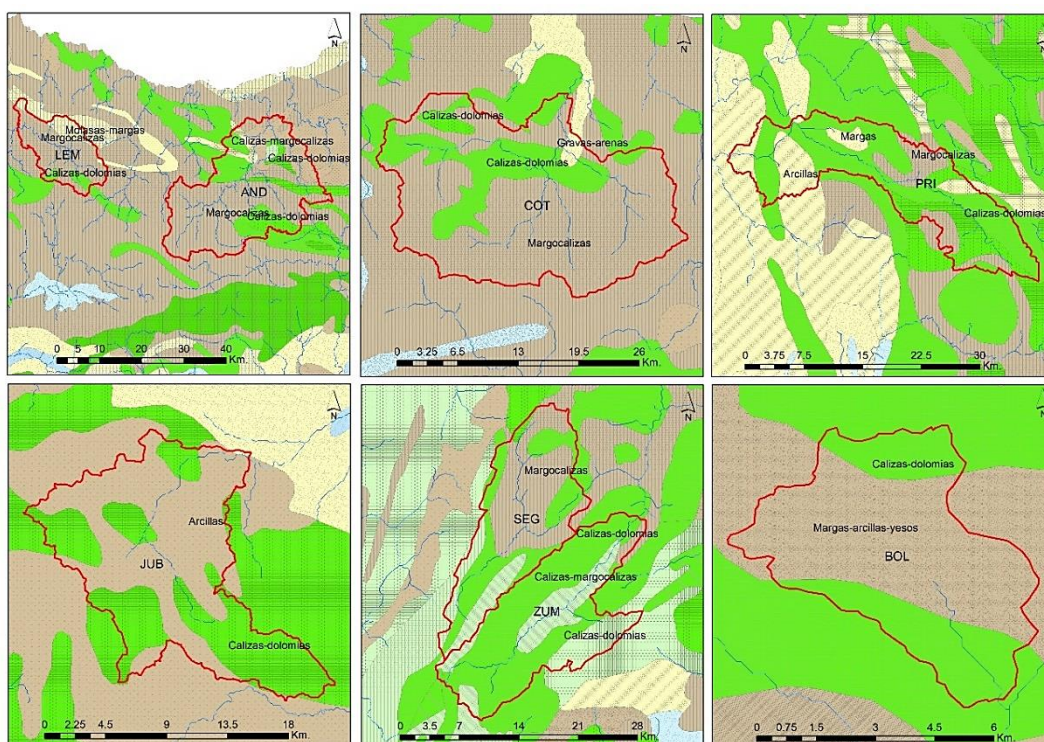 N
Molasas-margas
Margocalizas
LEM
Calizas-dolomias
Calizas-margocalizas
Calizas-dolomias
AND
Margocalizas
Calizas-dolomias
0 5 10 20 30 40
Km.
N
Calizas-dolomias
Gravas-arenas
Calizas-dolomias
COT
Margocalizas
0 3.25 6.5 13 19.5 26
Km.
N
Margas
Margocalizas
Arcillas
PRI
Calizas-dolomias
0 3.75 7.5 15 22.5 30
Km.
N
Arcillas
JUB
Calizas-dolomias
0 2.25 4.5 9 13.5 18
Km.
N
Margocalizas
SEG
Calizas-dolomias
Calizas-margocalizas
ZUM
Calizas-dolomias
0 3.5 7 14 21 28
Km.
N
Calizas-dolomias
Margas-arcillas-yesos
BOL
0 0.75 1.5 3 4.5 6
Km.